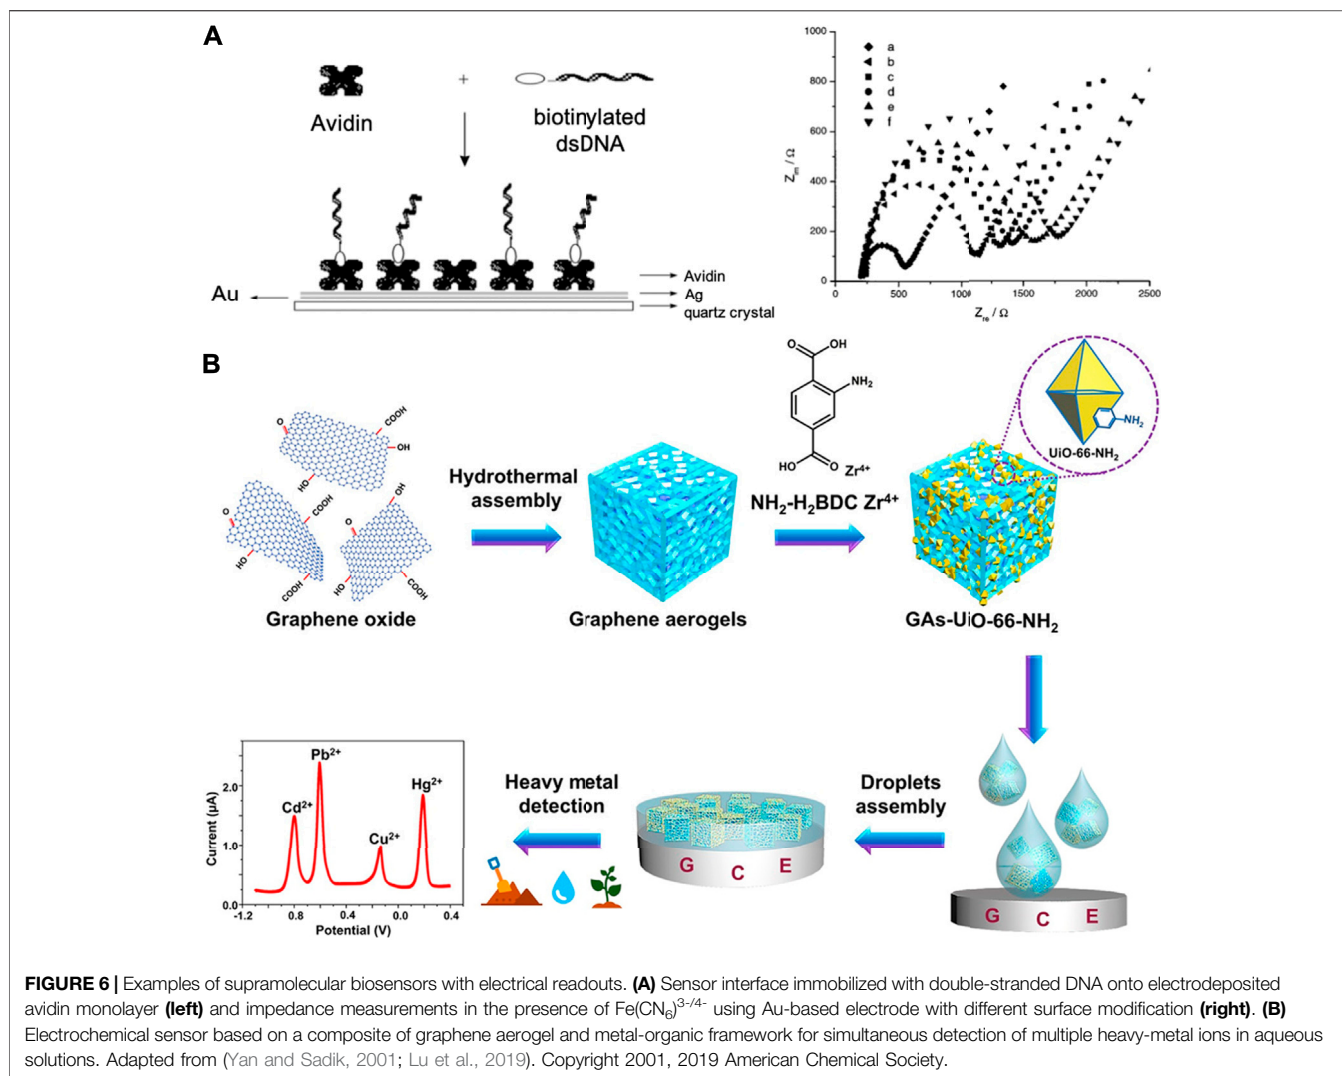 A
Avidin
+
biotinylated
dsDNA
Avidin
Ag
Au
quartz crystal
1000
800
600
400
200
0
Z_im / Ω
a
b
c
d
e
f
0
500
1000
1500
2000
2500
Z_re / Ω
B
O
COOH
OH
HO
COOH
OH
O
O
HO
COOH
HO
COOH
Graphene oxide
Hydrothermal
assembly
Graphene aerogels
O
OH
NH₂
HO
O
Zr⁴⁺
NH₂-H₂BDC Zr⁴⁺
NH₂
UiO-66-NH₂
GAs-UiO-66-NH₂
Droplets
assembly
G C E
G C E
Heavy metal
detection
Current (μA)
2.0
1.0
0.0
Cd²⁺
Pb²⁺
Cu²⁺
Hg²⁺
-1.2
0.8
0.4
0.0
0.4
Potential (V)
FIGURE 6 | Examples of supramolecular biosensors with electrical readouts. (A) Sensor interface immobilized with double-stranded DNA onto electrodeposited
avidin monolayer (left) and impedance measurements in the presence of Fe(CN₆)³⁻/⁴⁻ using Au-based electrode with different surface modification (right). (B)
Electrochemical sensor based on a composite of graphene aerogel and metal-organic framework for simultaneous detection of multiple heavy-metal ions in aqueous
solutions. Adapted from (Yan and Sadik, 2001; Lu et al., 2019). Copyright 2001, 2019 American Chemical Society.